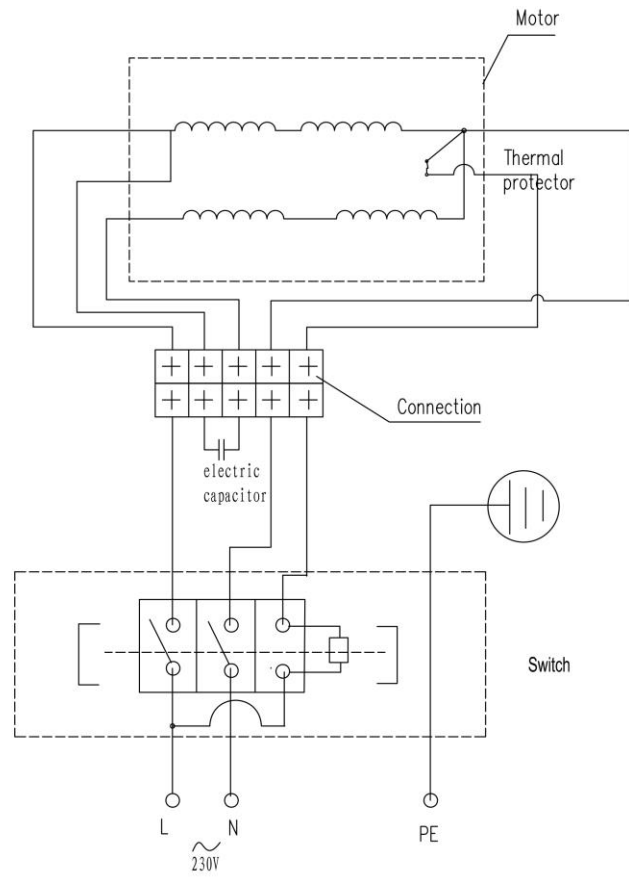 Motor
Thermal
protector
Connection
electric
capacitor
Switch
L
N
PE
230V